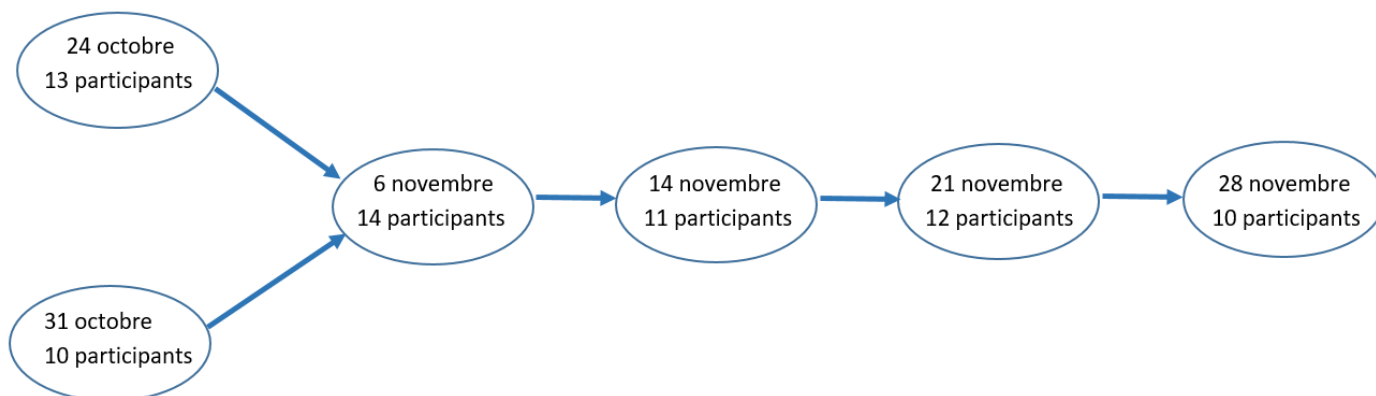 24 octobre
13 participants
31 octobre
10 participants
6 novembre
14 participants
14 novembre
11 participants
21 novembre
12 participants
28 novembre
10 participants